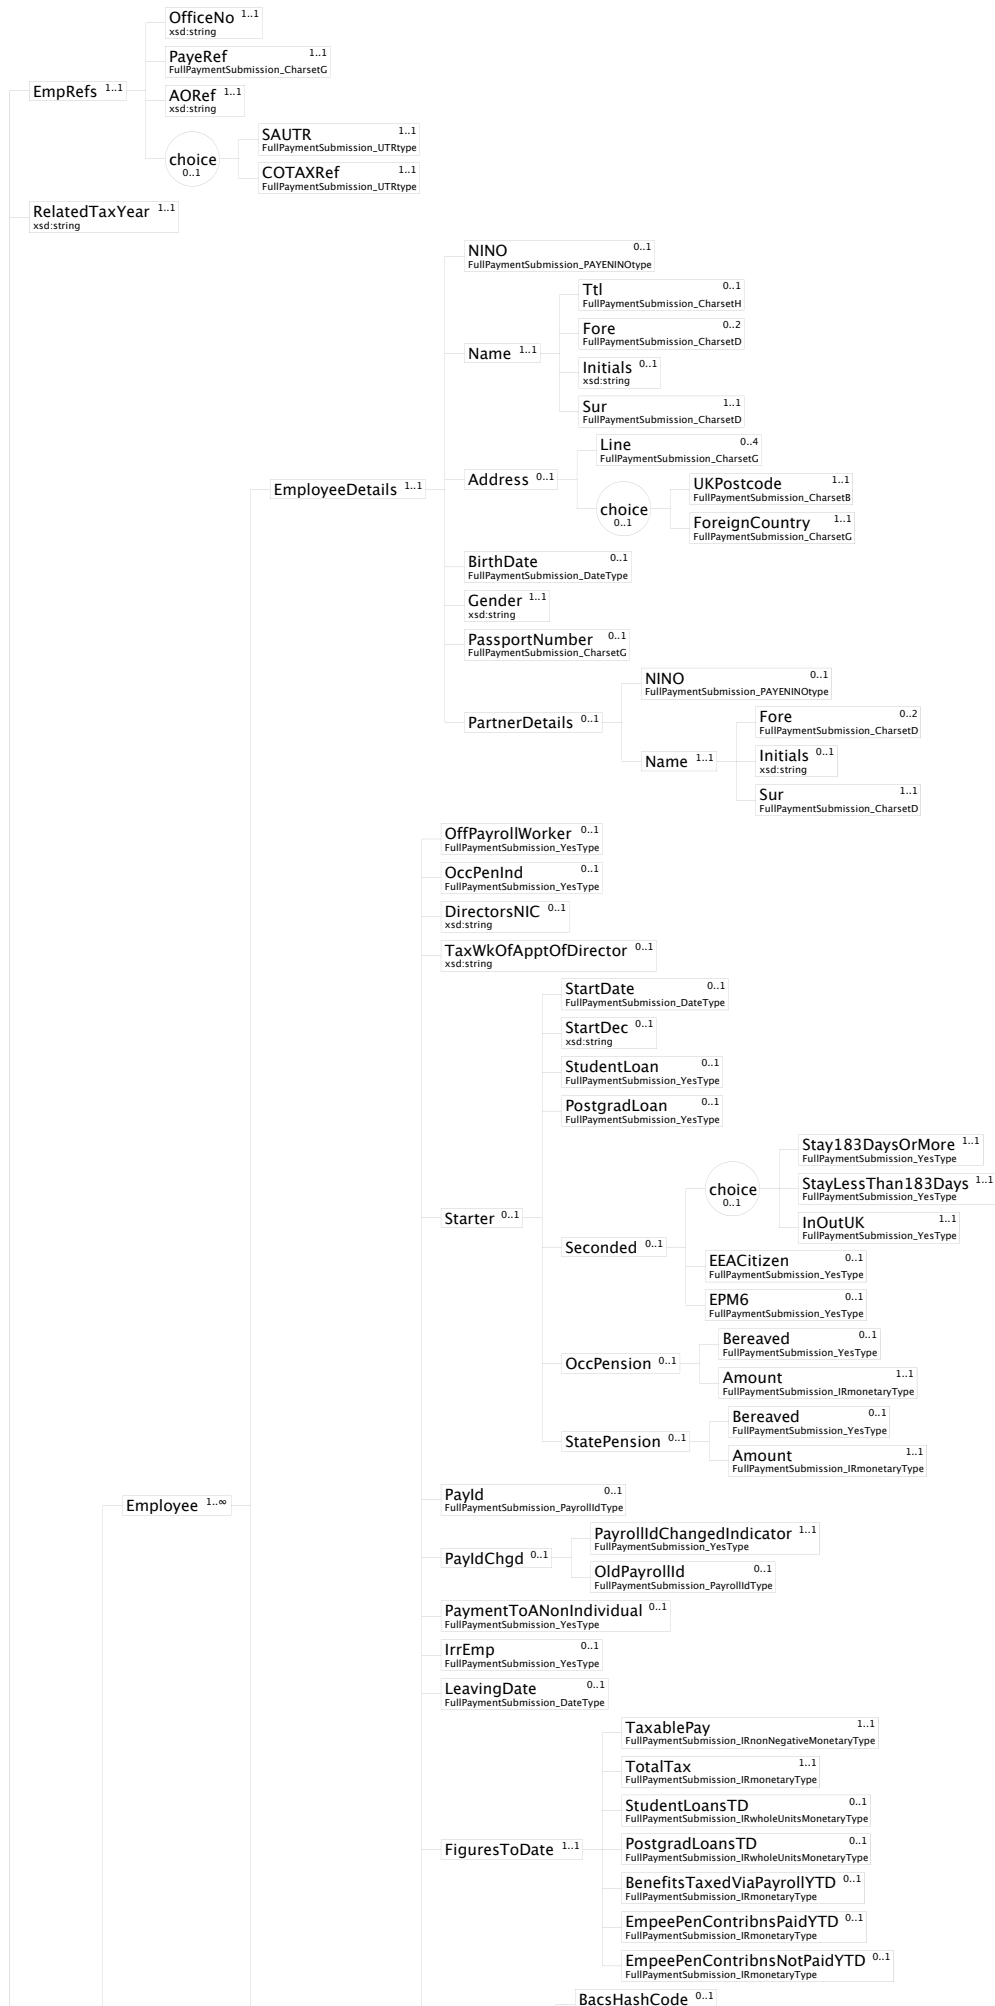 OfficeNo 1..1
xsd:string
PayeRef 1..1
FullPaymentSubmission_CharsetG
EmpRefs 1..1
AORef 1..1
xsd:string
choice
0..1
SAUTR 1..1
FullPaymentSubmission_UTRtype
COTAXRef 1..1
FullPaymentSubmission_UTRtype
RelatedTaxYear 1..1
xsd:string
NINO 0..1
FullPaymentSubmission_PAYENINOtype
Name 1..1
Ttl 0..1
FullPaymentSubmission_CharsetH
Fore 0..2
FullPaymentSubmission_CharsetD
Initials 0..1
xsd:string
Sur 1..1
FullPaymentSubmission_CharsetD
EmployeeDetails 1..1
Address 0..1
Line 0..4
FullPaymentSubmission_CharsetG
choice
0..1
UKPostcode 1..1
FullPaymentSubmission_CharsetB
ForeignCountry 1..1
FullPaymentSubmission_CharsetG
BirthDate 0..1
FullPaymentSubmission_DateType
Gender 1..1
xsd:string
PassportNumber 0..1
FullPaymentSubmission_CharsetG
PartnerDetails 0..1
NINO 0..1
FullPaymentSubmission_PAYENINOtype
Name 1..1
Fore 0..2
FullPaymentSubmission_CharsetD
Initials 0..1
xsd:string
Sur 1..1
FullPaymentSubmission_CharsetD
OffPayrollWorker 0..1
FullPaymentSubmission_YesType
OccPenInd 0..1
FullPaymentSubmission_YesType
DirectorsNIC 0..1
xsd:string
TaxWkOfApptOfDirector 0..1
xsd:string
Starter 0..1
StartDate 0..1
FullPaymentSubmission_DateType
StartDec 0..1
xsd:string
StudentLoan 0..1
FullPaymentSubmission_YesType
PostgradLoan 0..1
FullPaymentSubmission_YesType
Seconded 0..1
choice
0..1
Stay183DaysOrMore 1..1
FullPaymentSubmission_YesType
StayLessThan183Days 1..1
FullPaymentSubmission_YesType
InOutUK 1..1
FullPaymentSubmission_YesType
EEACitizen 0..1
FullPaymentSubmission_YesType
EPM6 0..1
FullPaymentSubmission_YesType
OccPension 0..1
Bereaved 0..1
FullPaymentSubmission_YesType
Amount 1..1
FullPaymentSubmission_IRmonetaryType
StatePension 0..1
Bereaved 0..1
FullPaymentSubmission_YesType
Amount 1..1
FullPaymentSubmission_IRmonetaryType
Employee 1..∞
PayId 0..1
FullPaymentSubmission_PayrollIdType
PayIdChgd 0..1
PayrollIdChangedIndicator 1..1
FullPaymentSubmission_YesType
OldPayrollId 0..1
FullPaymentSubmission_PayrollIdType
PaymentToANonIndividual 0..1
FullPaymentSubmission_YesType
IrrEmp 0..1
FullPaymentSubmission_YesType
LeavingDate 0..1
FullPaymentSubmission_DateType
FiguresToDate 1..1
TaxablePay 1..1
FullPaymentSubmission_IRnonNegativeMonetaryType
TotalTax 1..1
FullPaymentSubmission_IRmonetaryType
StudentLoansTD 0..1
FullPaymentSubmission_IRwholeUnitsMonetaryType
PostgradLoansTD 0..1
FullPaymentSubmission_IRwholeUnitsMonetaryType
BenefitsTaxedViaPayrollYTD 0..1
FullPaymentSubmission_IRmonetaryType
EmpeePenContribnsPaidYTD 0..1
FullPaymentSubmission_IRmonetaryType
EmpeePenContribnsNotPaidYTD 0..1
FullPaymentSubmission_IRmonetaryType
BacsHashCode 0..1